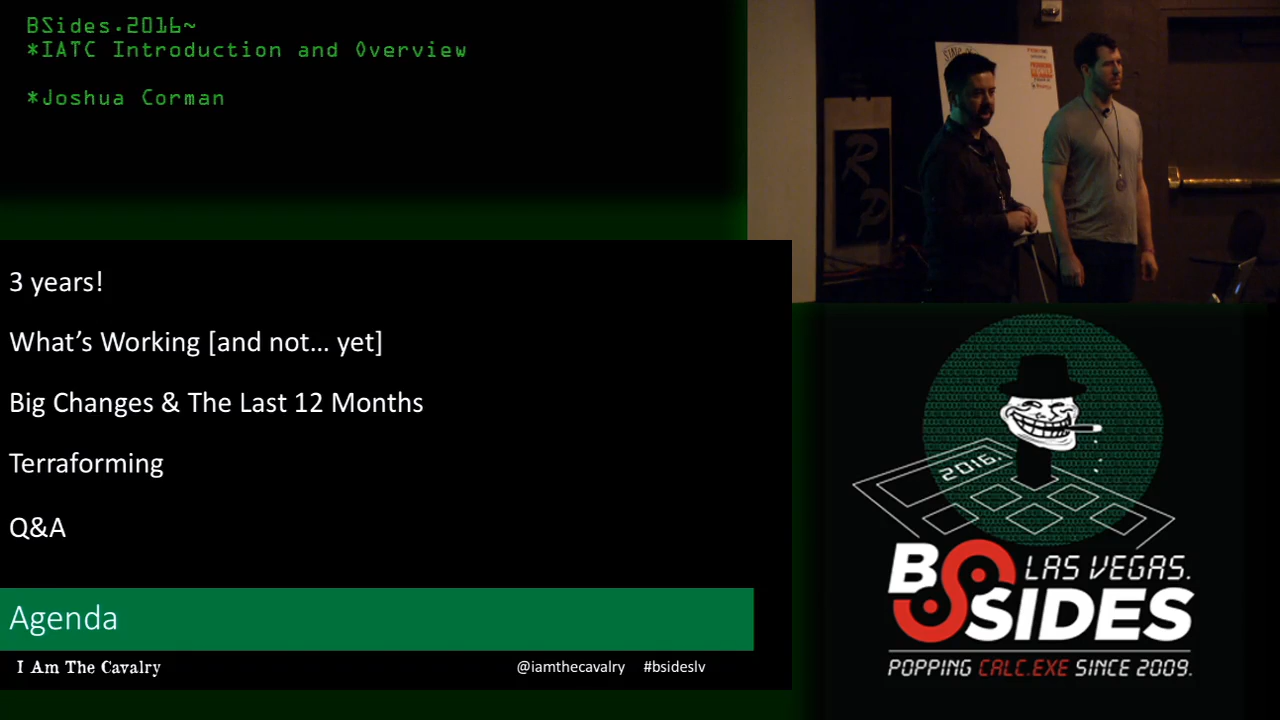 BSides.2016~
*IATC Introduction and Overview
*Joshua Corman
3 years!
What's Working [and not... yet]
Big Changes & The Last 12 Months
Terraforming
Q&A
Agenda
I Am The Cavalry
@iamthecavalry #bsideslv
RP
2016.
BSIDES
LAS VEGAS.
POPPING CALC.EXE SINCE 2009.